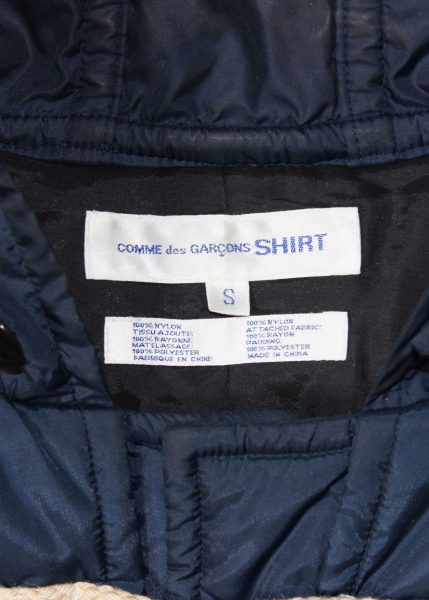 COMME des GARÇONS SHIRT
S
100% NYLON
TISSU AJOUTE:
100% RAYONNE
MATELASSAGE:
100% POLYESTER
FABRIQUE EN CHINE
100% NYLON
ATTACHED FABRIC:
100% RAYON
PADDING:
100% POLYESTER
MADE IN CHINA